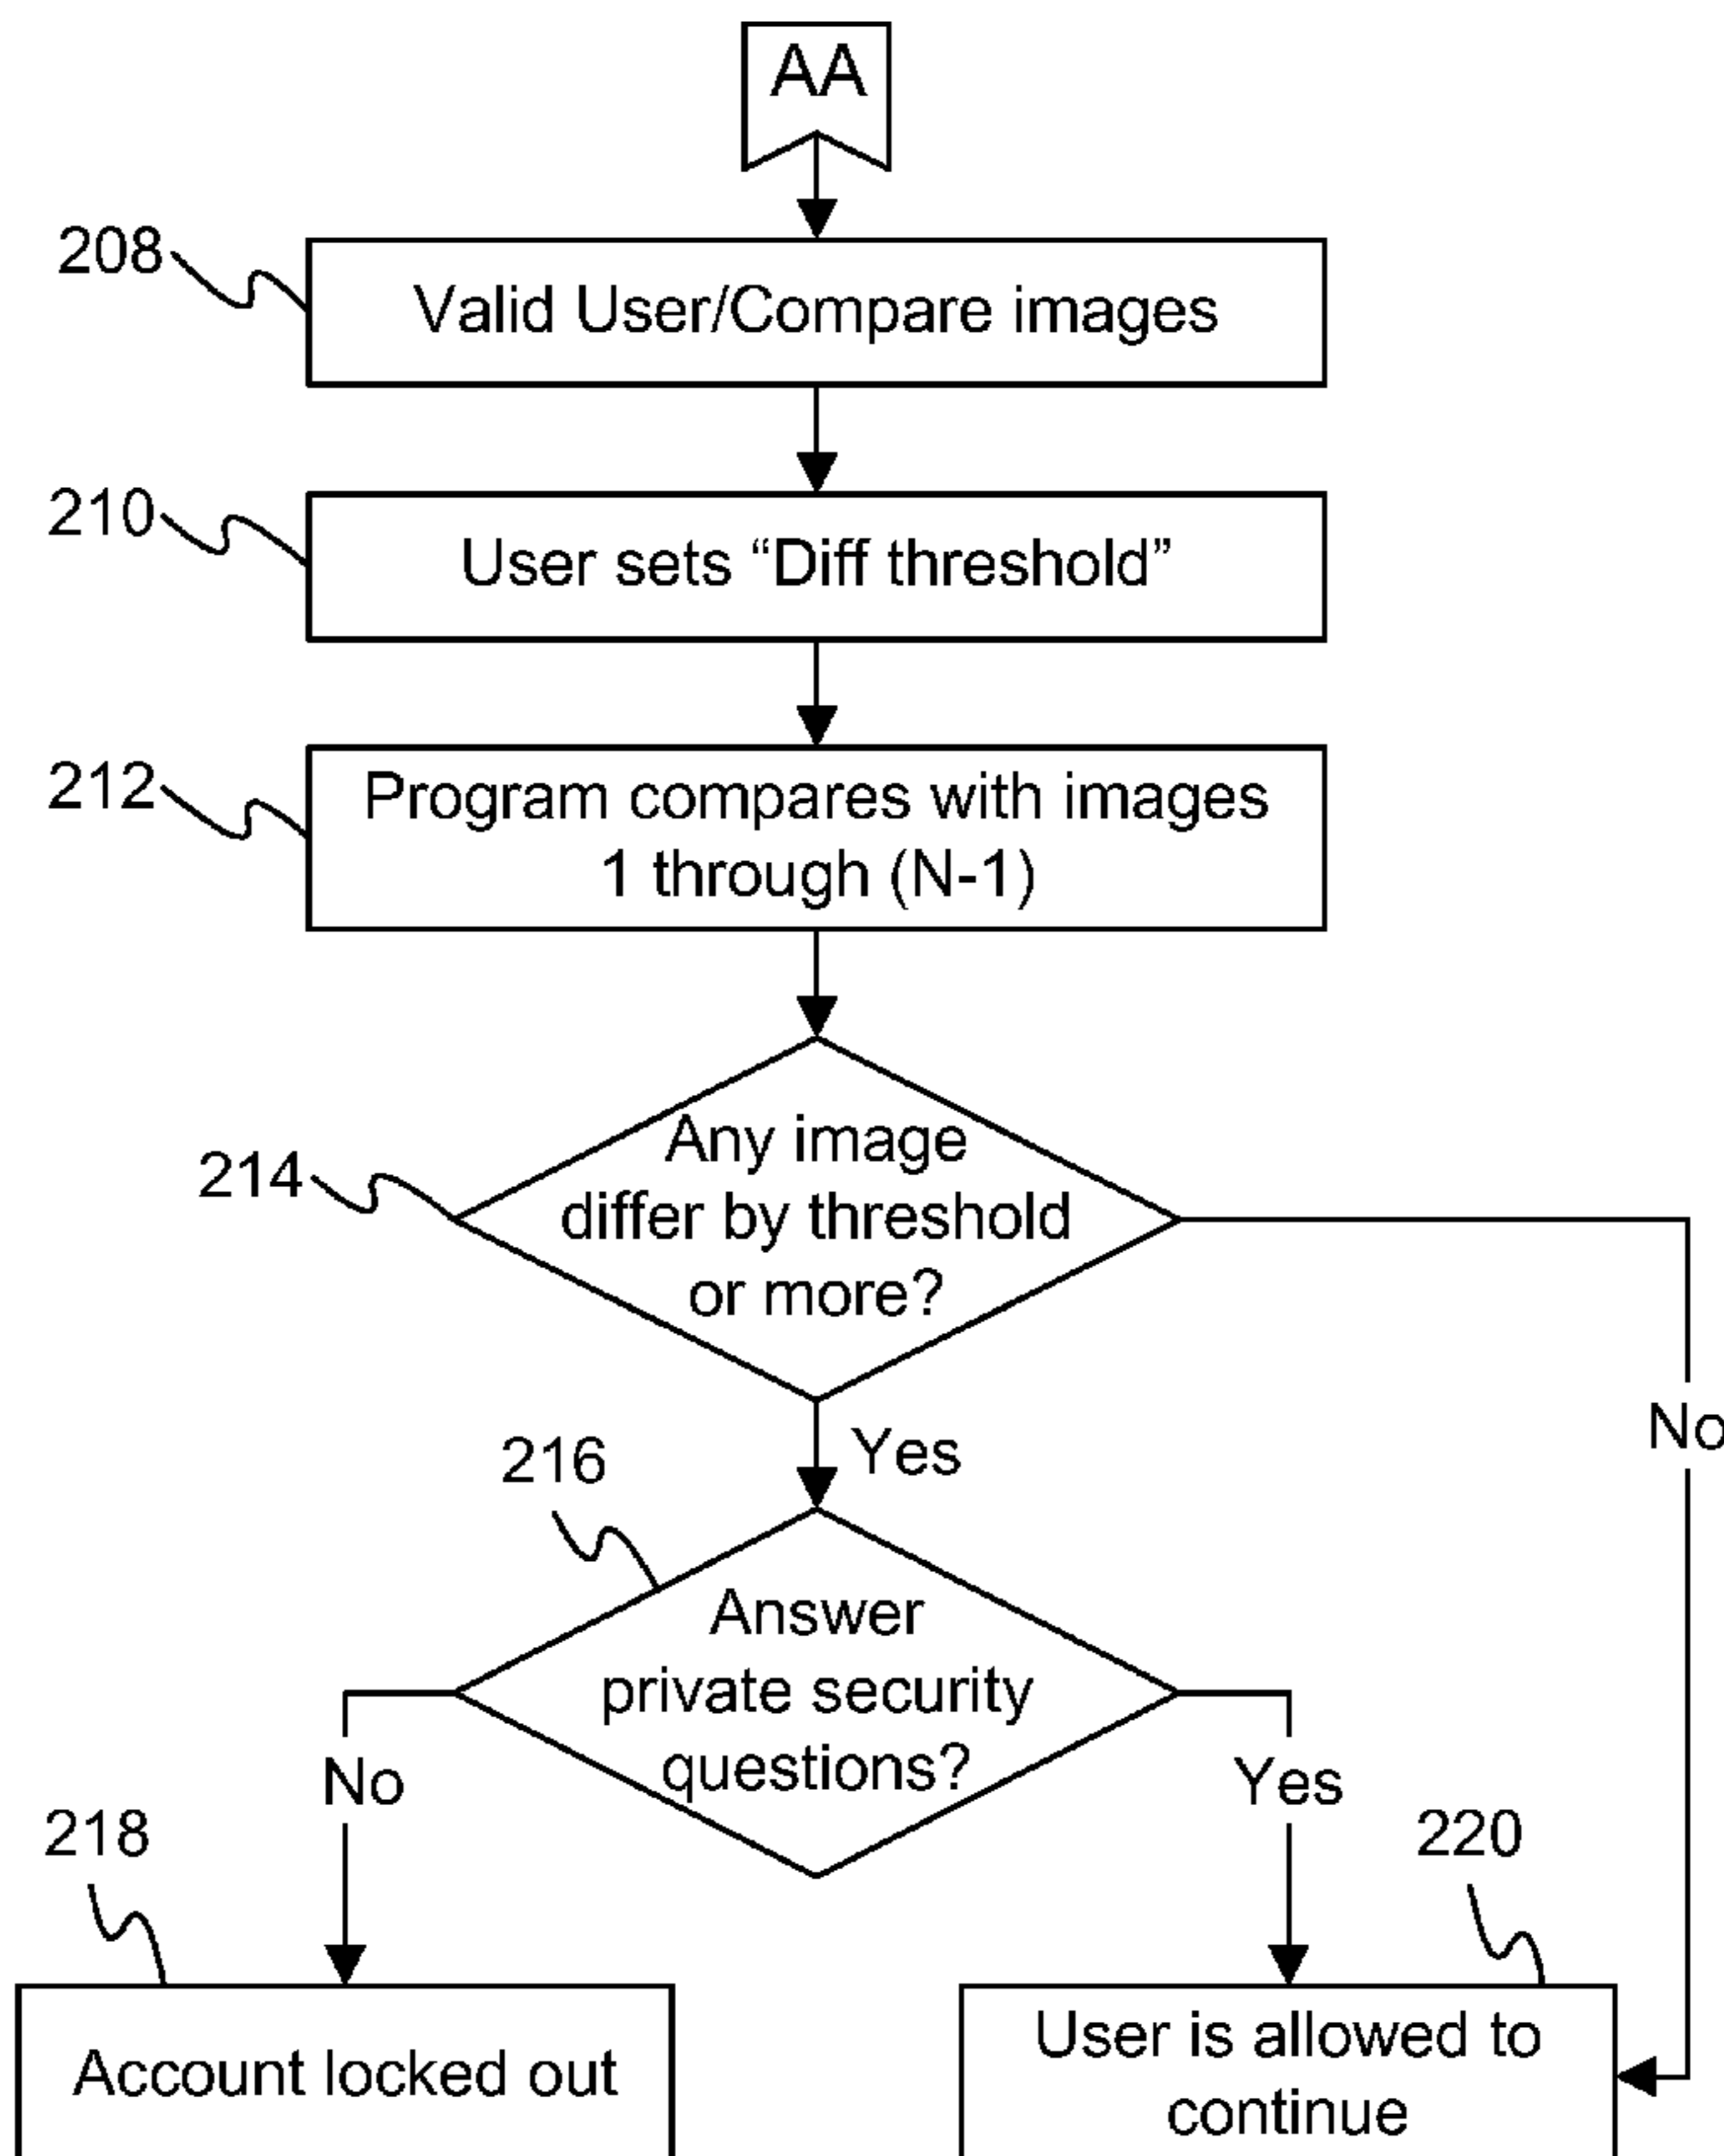 AA
208
Valid User/Compare images
210
User sets “Diff threshold”
212
Program compares with images
1 through (N-1)
214
Any image
differ by threshold
or more?
No
Yes
216
Answer
private security
questions?
No
Yes
218
220
Account locked out
User is allowed to
continue